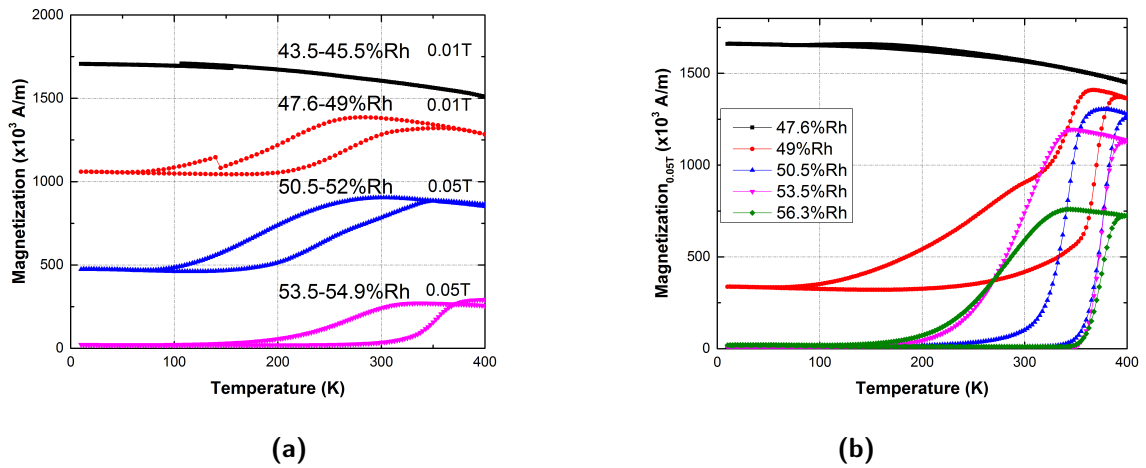 2000
1500
1000
500
0
Magnetization (x10³ A/m)
43.5-45.5%Rh 0.01T
47.6-49%Rh 0.01T
50.5-52%Rh 0.05T
53.5-54.9%Rh 0.05T
0 100 200 300 400
Temperature (K)
(a)
1500
1000
500
0
Magnetization0.05T (x10³ A/m)
47.6%Rh
49%Rh
50.5%Rh
53.5%Rh
56.3%Rh
0 100 200 300 400
Temperature (K)
(b)